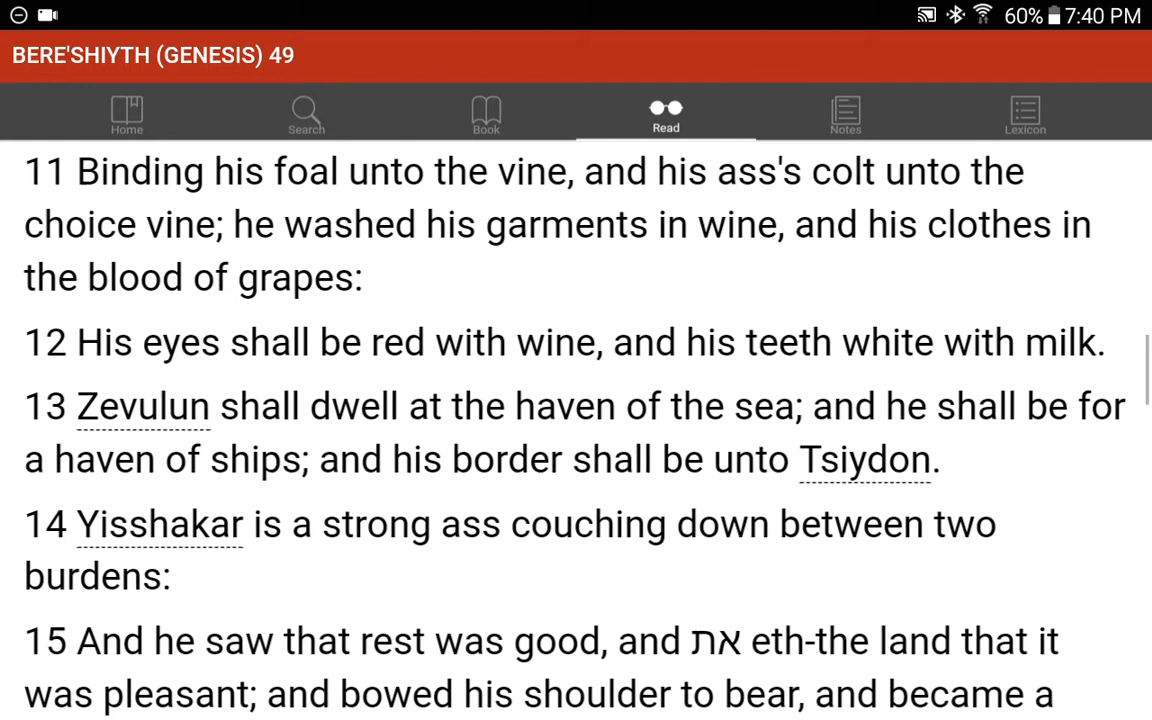 60% 7:40 PM
BERE'SHIYTH (GENESIS) 49
Home Search Book Read Notes Lexicon
11 Binding his foal unto the vine, and his ass's colt unto the
choice vine; he washed his garments in wine, and his clothes in
the blood of grapes:
12 His eyes shall be red with wine, and his teeth white with milk.
13 Zevulun shall dwell at the haven of the sea; and he shall be for
a haven of ships; and his border shall be unto Tsiydon.
14 Yisshakar is a strong ass couching down between two
burdens:
15 And he saw that rest was good, and את eth-the land that it
was pleasant; and bowed his shoulder to bear, and became a